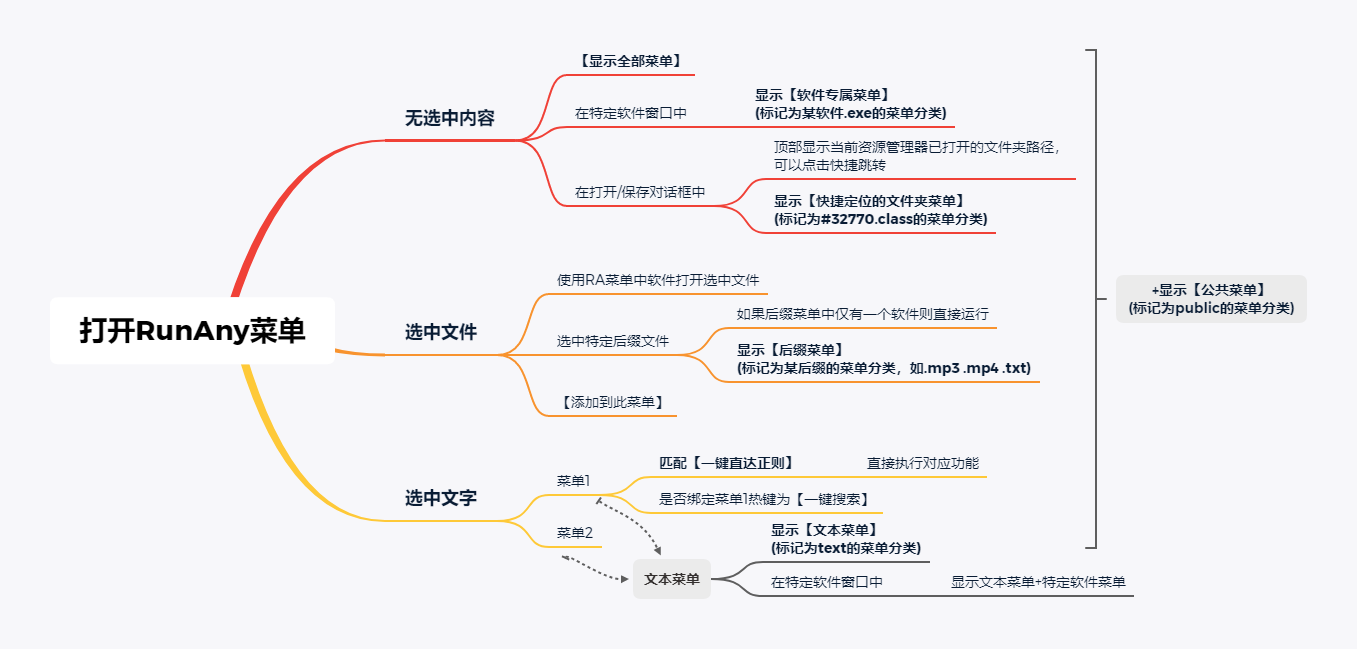 打开RunAny菜单
无选中内容
【显示全部菜单】
在特定软件窗口中
显示【软件专属菜单】
(标记为某软件.exe的菜单分类)
在打开/保存对话框中
顶部显示当前资源管理器已打开的文件夹路径，
可以点击快捷跳转
显示【快捷定位的文件夹菜单】
(标记为#32770.class的菜单分类)
选中文件
使用RA菜单中软件打开选中文件
选中特定后缀文件
如果后缀菜单中仅有一个软件则直接运行
显示【后缀菜单】
(标记为某后缀的菜单分类，如.mp3 .mp4 .txt)
【添加到此菜单】
选中文字
菜单1
匹配【一键直达正则】
直接执行对应功能
是否绑定菜单1热键为【一键搜索】
菜单2
文本菜单
显示【文本菜单】
(标记为text的菜单分类)
在特定软件窗口中
显示文本菜单+特定软件菜单
+显示【公共菜单】
(标记为public的菜单分类)